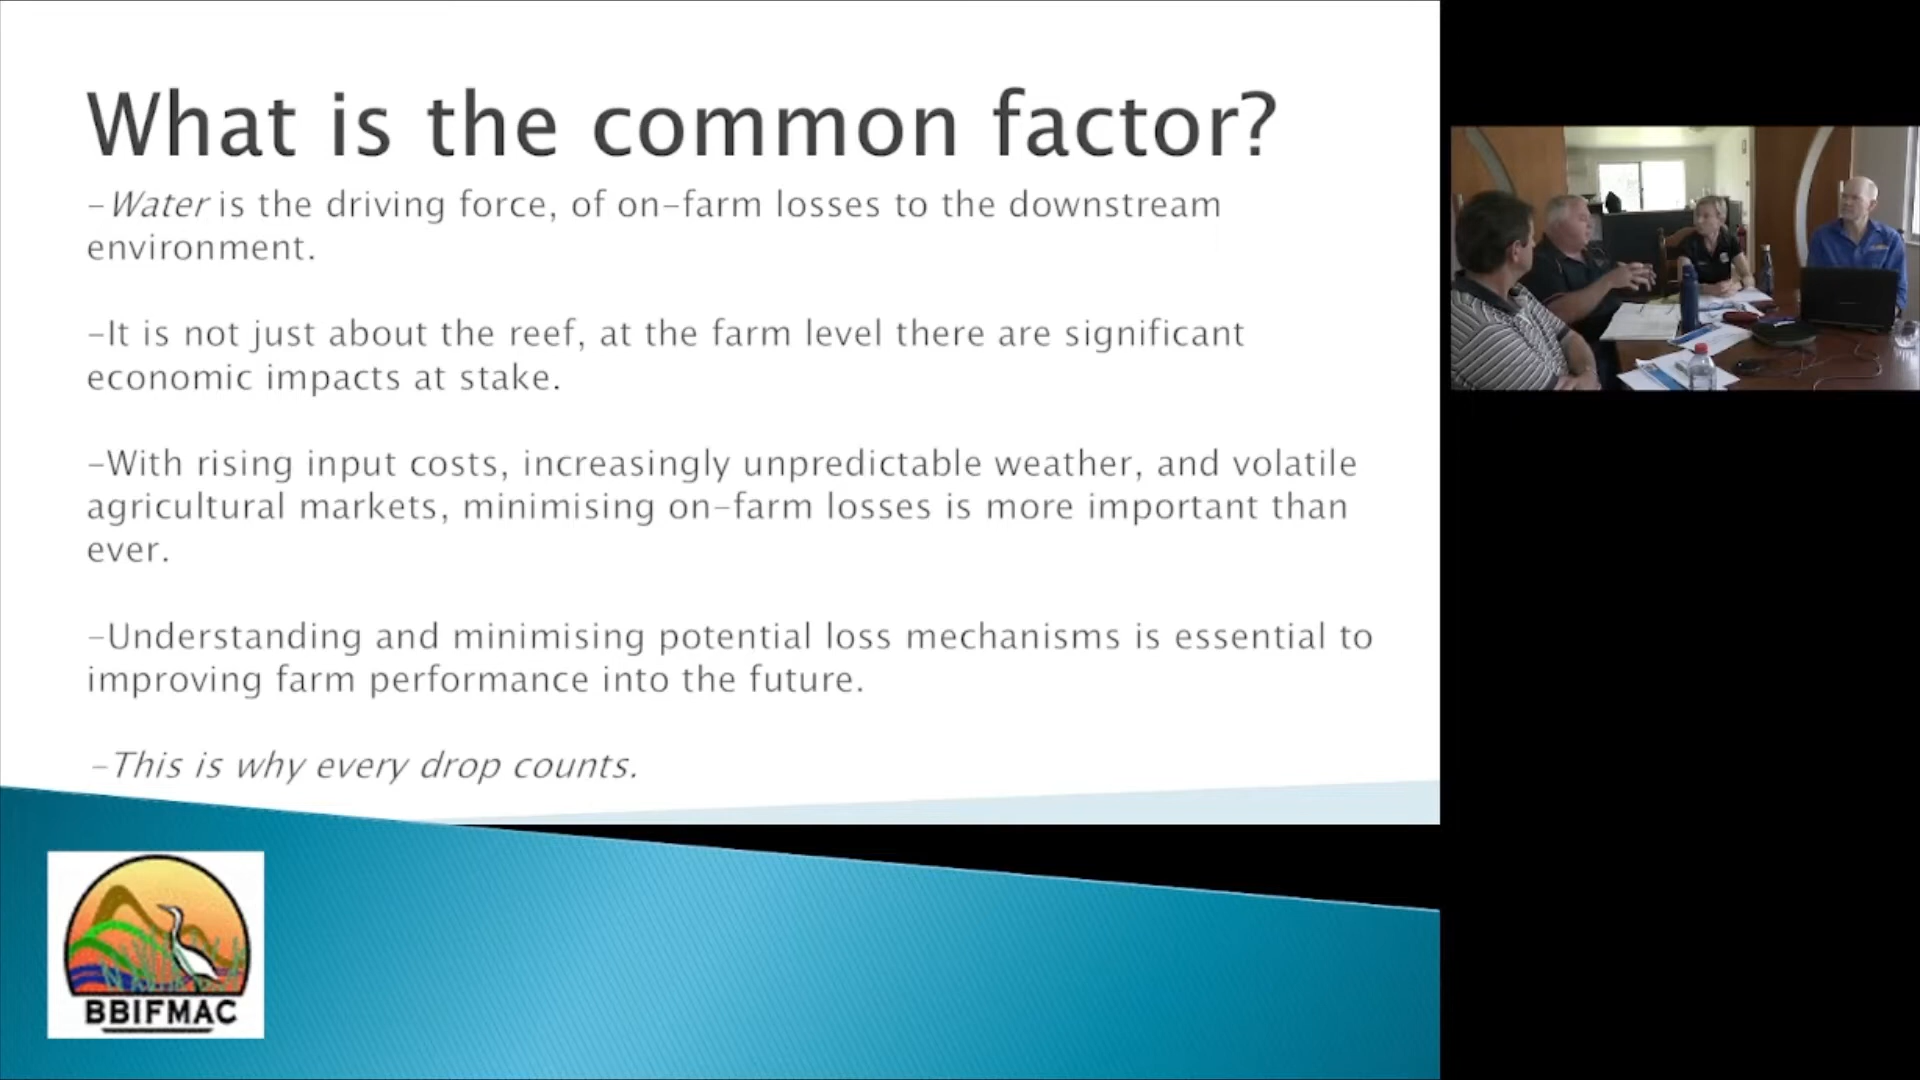 What is the common factor?
-Water is the driving force, of on-farm losses to the downstream
environment.
-It is not just about the reef, at the farm level there are significant
economic impacts at stake.
-With rising input costs, increasingly unpredictable weather, and volatile
agricultural markets, minimising on-farm losses is more important than
ever.
-Understanding and minimising potential loss mechanisms is essential to
improving farm performance into the future.
-This is why every drop counts.
BBIFMAC